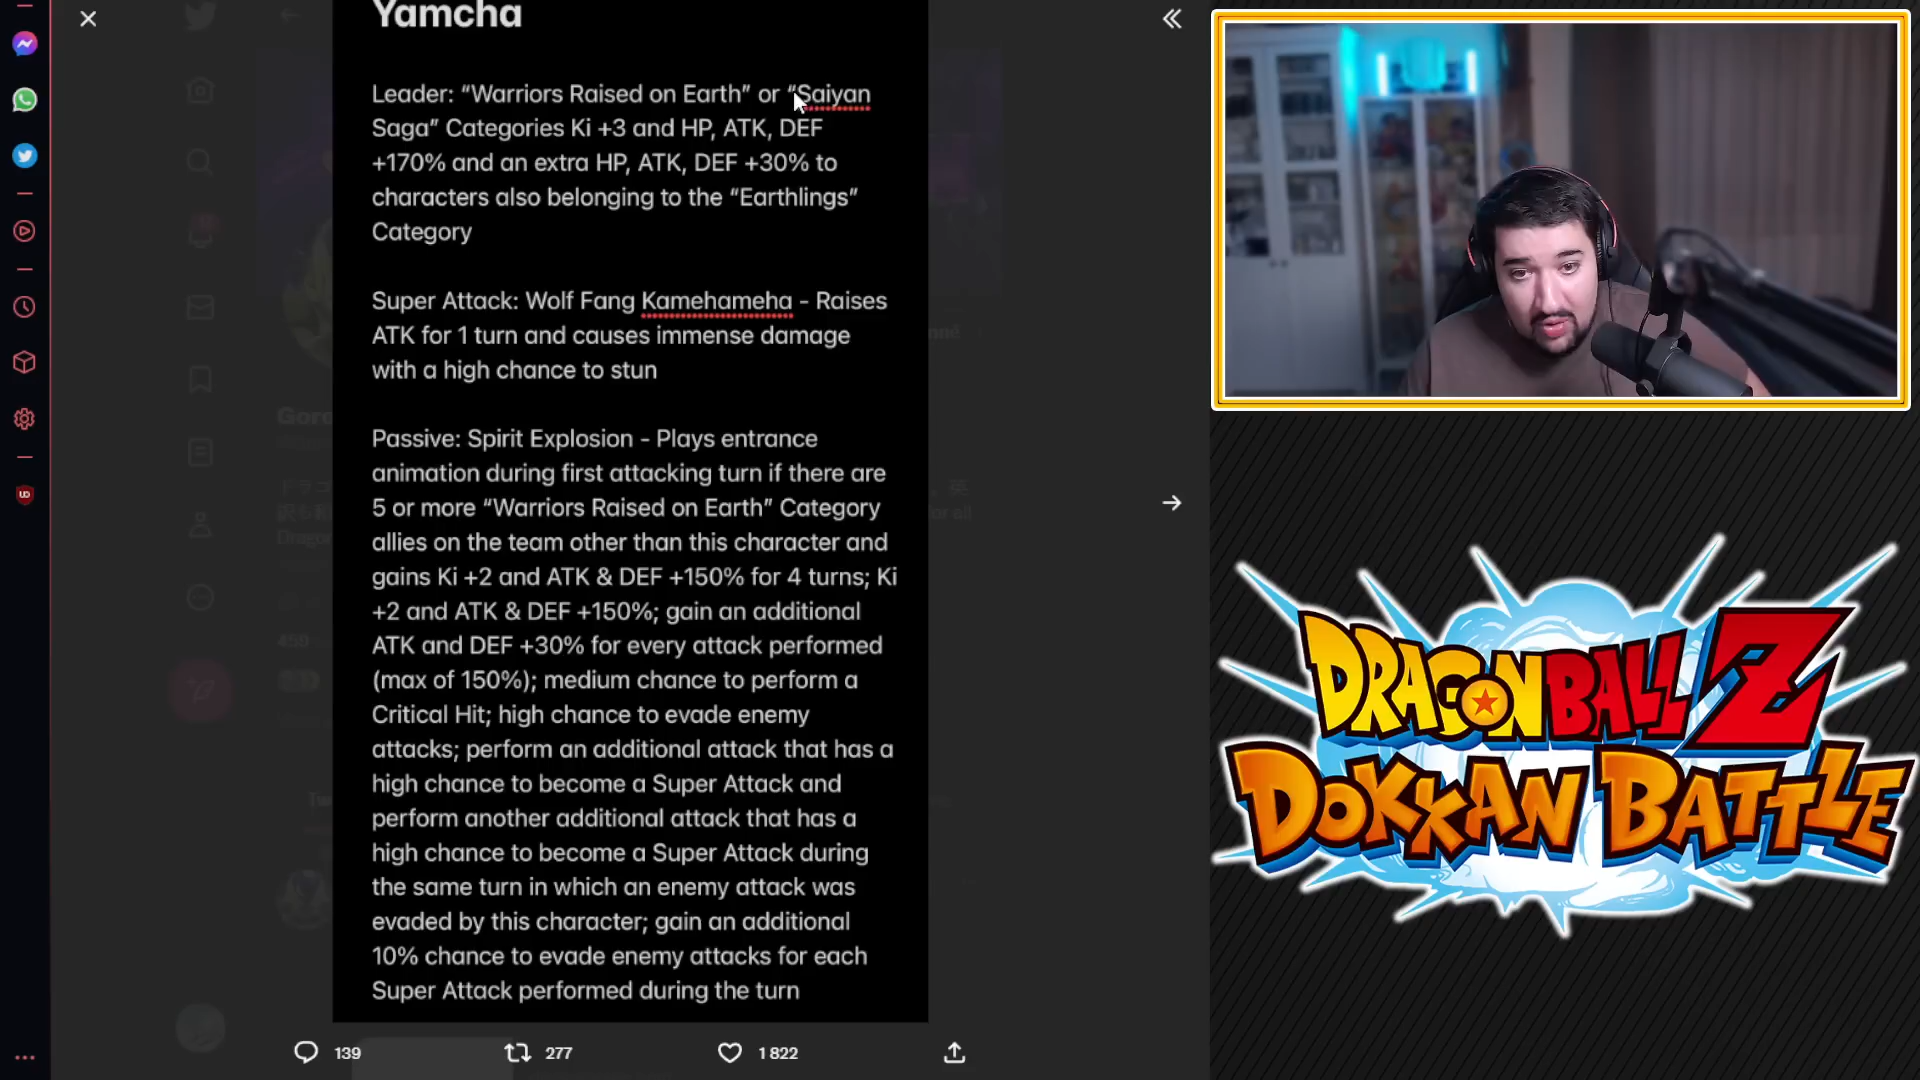 Yamcha
Leader: “Warriors Raised on Earth” or “Saiyan
Saga” Categories Ki +3 and HP, ATK, DEF
+170% and an extra HP, ATK, DEF +30% to
characters also belonging to the “Earthlings”
Category
Super Attack: Wolf Fang Kamehameha - Raises
ATK for 1 turn and causes immense damage
with a high chance to stun
Passive: Spirit Explosion - Plays entrance
animation during first attacking turn if there are
5 or more “Warriors Raised on Earth” Category
allies on the team other than this character and
gains Ki +2 and ATK & DEF +150% for 4 turns; Ki
+2 and ATK & DEF +150%; gain an additional
ATK and DEF +30% for every attack performed
(max of 150%); medium chance to perform a
Critical Hit; high chance to evade enemy
attacks; perform an additional attack that has a
high chance to become a Super Attack and
perform another additional attack that has a
high chance to become a Super Attack during
the same turn in which an enemy attack was
evaded by this character; gain an additional
10% chance to evade enemy attacks for each
Super Attack performed during the turn
139
277
1 822
DRAGON BALL Z
DOKKAN BATTLE